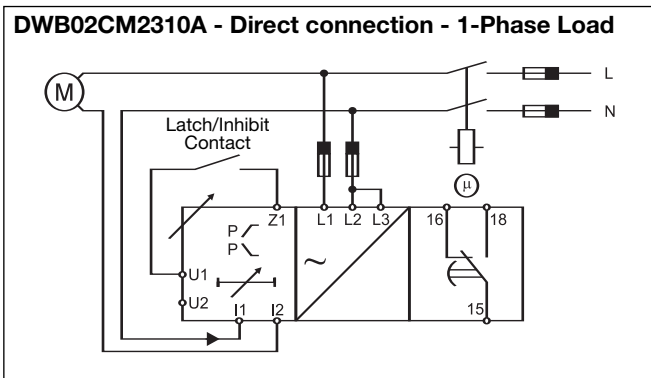 DWB02CM2310A - Direct connection - 1-Phase Load
L
M
N
Latch/Inhibit
Contact
µ
Z1 L1 L2 L3 16 18
P
P
~
U1
U2
I1 I2 15